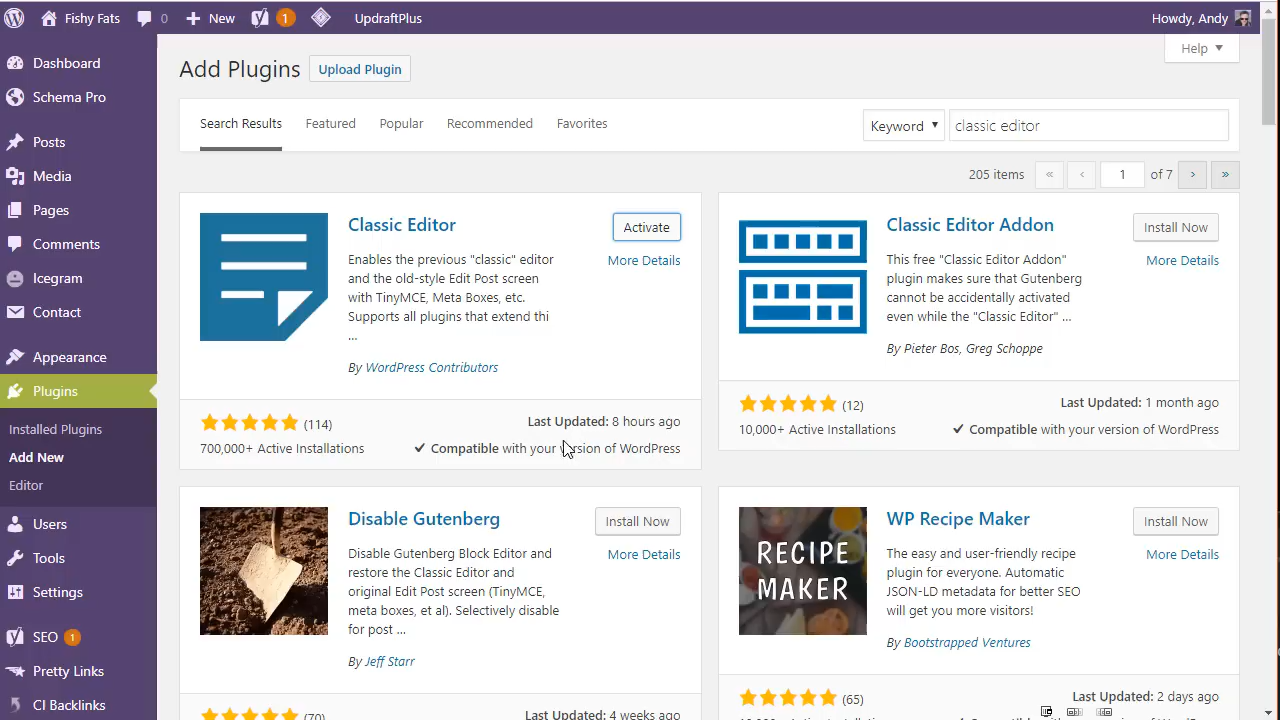 Fishy Fats
0
New
1
UpdraftPlus
Howdy, Andy
Dashboard
Schema Pro
Posts
Media
Pages
Comments
Icegram
Contact
Appearance
Plugins
Installed Plugins
Add New
Editor
Users
Tools
Settings
SEO 1
Pretty Links
CI Backlinks
Help ▼
Add Plugins
Upload Plugin
Search Results
Featured
Popular
Recommended
Favorites
Keyword ▼
classic editor
205 items
«
‹
1
of 7
›
»
Classic Editor
Activate
More Details
Enables the previous "classic" editor
and the old-style Edit Post screen
with TinyMCE, Meta Boxes, etc.
Supports all plugins that extend thi
...
By WordPress Contributors
(114)
700,000+ Active Installations
Last Updated: 8 hours ago
✔ Compatible with your version of WordPress
Classic Editor Addon
Install Now
More Details
This free "Classic Editor Addon"
plugin makes sure that Gutenberg
cannot be accidentally activated
even while the "Classic Editor" ...
By Pieter Bos, Greg Schoppe
(12)
10,000+ Active Installations
Last Updated: 1 month ago
✔ Compatible with your version of WordPress
Disable Gutenberg
Install Now
More Details
Disable Gutenberg Block Editor and
restore the Classic Editor and
original Edit Post screen (TinyMCE,
meta boxes, et al). Selectively disable
for post ...
By Jeff Starr
(70)
Last Updated: 4 weeks ago
RECIPE
MAKER
WP Recipe Maker
Install Now
More Details
The easy and user-friendly recipe
plugin for everyone. Automatic
JSON-LD metadata for better SEO
will get you more visitors!
By Bootstrapped Ventures
(65)
Last Updated: 2 days ago